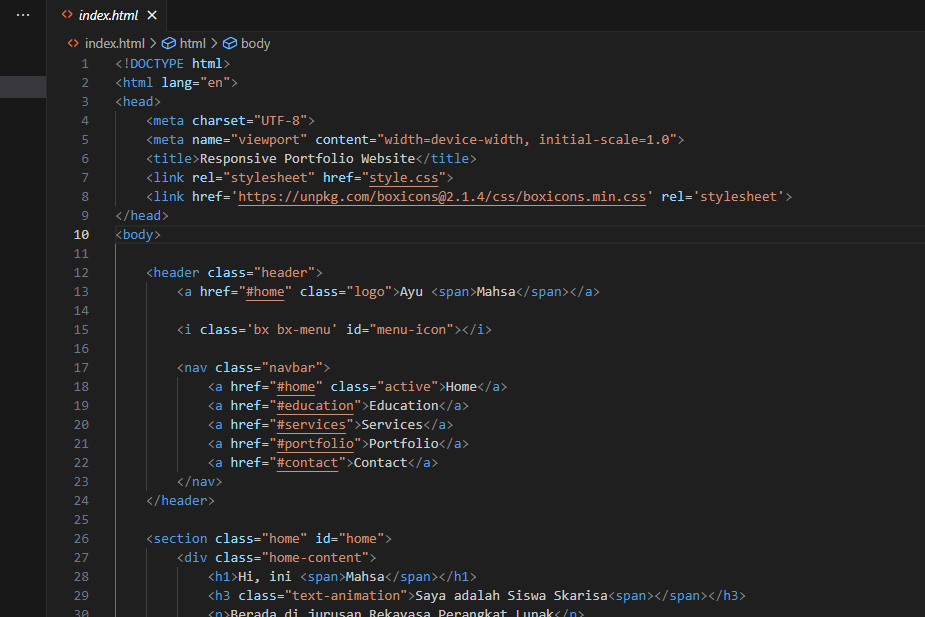 ··· index.html ×
index.html > html > body
1 <!DOCTYPE html>
2 <html lang="en">
3 <head>
4 <meta charset="UTF-8">
5 <meta name="viewport" content="width=device-width, initial-scale=1.0">
6 <title>Responsive Portfolio Website</title>
7 <link rel="stylesheet" href="style.css">
8 <link href='https://unpkg.com/boxicons@2.1.4/css/boxicons.min.css' rel='stylesheet'>
9 </head>
10 <body>
11
12 <header class="header">
13 <a href="#home" class="logo">Ayu <span>Mahsa</span></a>
14
15 <i class='bx bx-menu' id="menu-icon"></i>
16
17 <nav class="navbar">
18 <a href="#home" class="active">Home</a>
19 <a href="#education">Education</a>
20 <a href="#services">Services</a>
21 <a href="#portfolio">Portfolio</a>
22 <a href="#contact">Contact</a>
23 </nav>
24 </header>
25
26 <section class="home" id="home">
27 <div class="home-content">
28 <h1>Hi, ini <span>Mahsa</span></h1>
29 <h3 class="text-animation">Saya adalah Siswa Skarisa<span></span></h3>
30 <p>Berada di jurusan Rekayasa Perangkat Lunak</p>